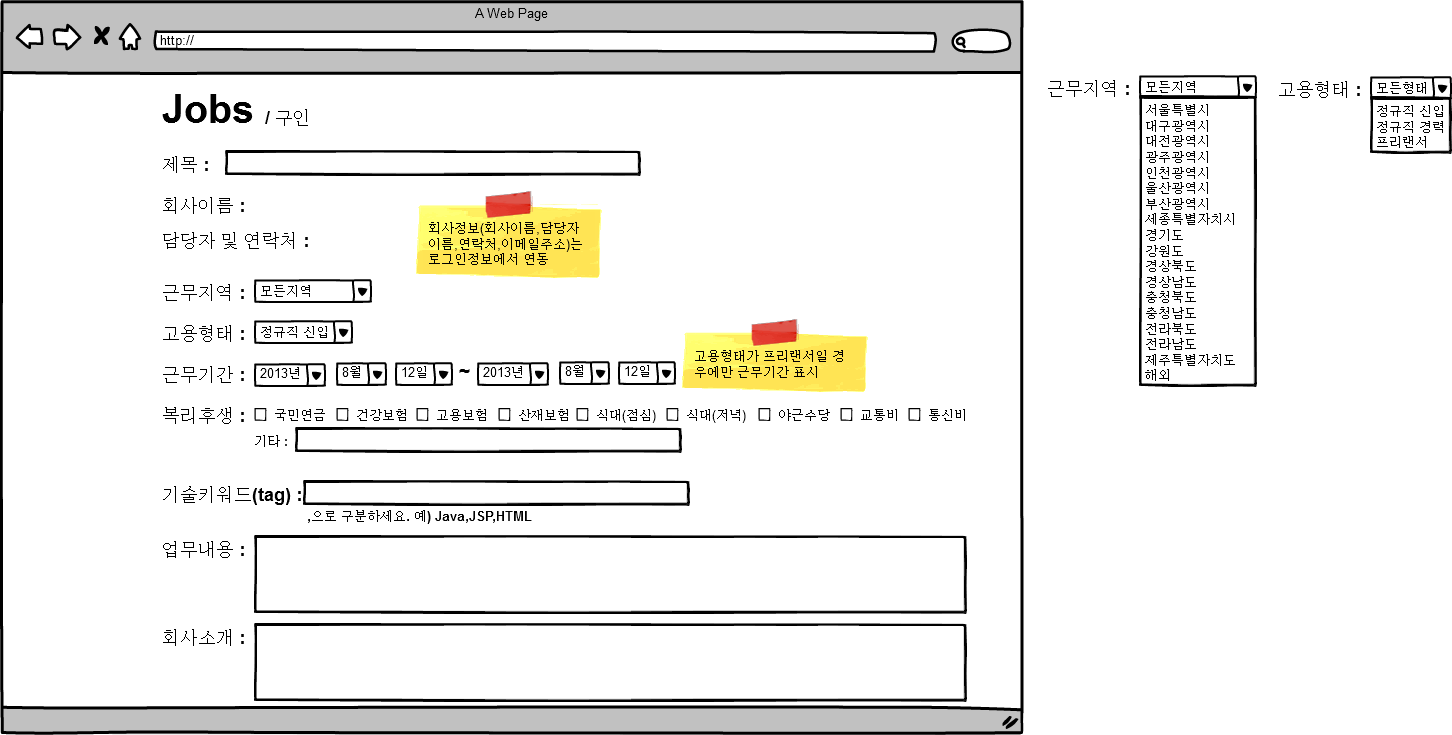 A Web Page
http://
Jobs / 구인
제목 :
회사이름 :
담당자 및 연락처 :
회사정보(회사이름,담당자
이름,연락처,이메일주소)는
로그인정보에서 연동
근무지역 : 모든지역
고용형태 : 정규직 신입
고용형태가 프리랜서일 경
우에만 근무기간 표시
근무기간 : 2013년 8월 12일 ~ 2013년 8월 12일
복리후생 : 국민연금 건강보험 고용보험 산재보험 식대(점심) 식대(저녁) 야근수당 교통비 통신비
기타 :
기술키워드(tag) :
,으로 구분하세요. 예) Java,JSP,HTML
업무내용 :
회사소개 :
근무지역 : 모든지역
서울특별시
대구광역시
대전광역시
광주광역시
인천광역시
울산광역시
부산광역시
세종특별자치시
경기도
강원도
경상북도
경상남도
충청북도
충청남도
전라북도
전라남도
제주특별자치도
해외
고용형태 : 모든형태
정규직 신입
정규직 경력
프리랜서